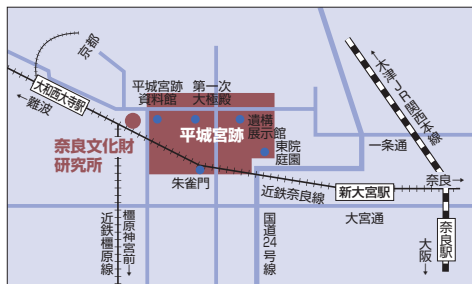 京都
大和西大寺駅
←難波
平城宮跡
資料館
第一次
大極殿
遺構
展示館
平城宮跡
東院
庭園
朱雀門
奈良文化財
研究所
近鉄橿原線
橿原神宮前→
近鉄奈良線
新大宮駅
国道24号線
大宮通
一条通
←木津 JR関西本線
奈良→
奈良駅
大阪→